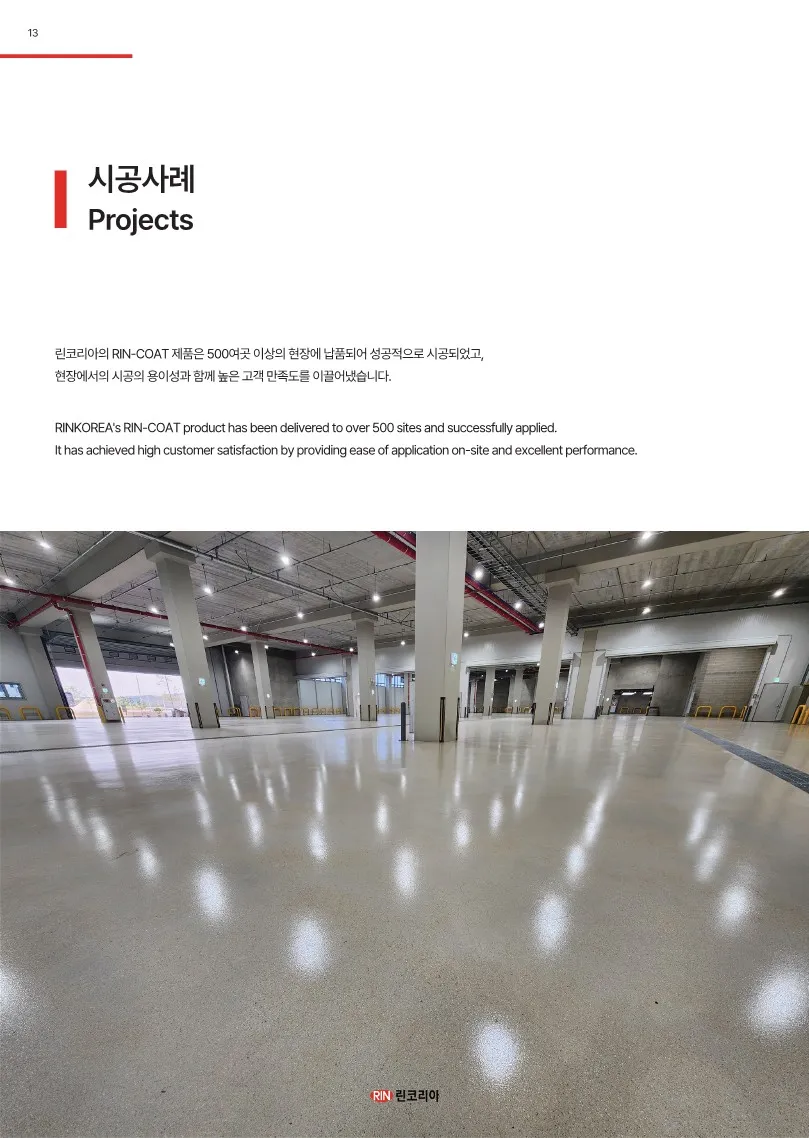 13
시공사례
Projects
린코리아의 RIN-COAT 제품은 500여곳 이상의 현장에 납품되어 성공적으로 시공되었고,
현장에서의 시공의 용이성과 함께 높은 고객 만족도를 이끌어냈습니다.
RINKOREA's RIN-COAT product has been delivered to over 500 sites and successfully applied.
It has achieved high customer satisfaction by providing ease of application on-site and excellent performance.
RIN 린코리아